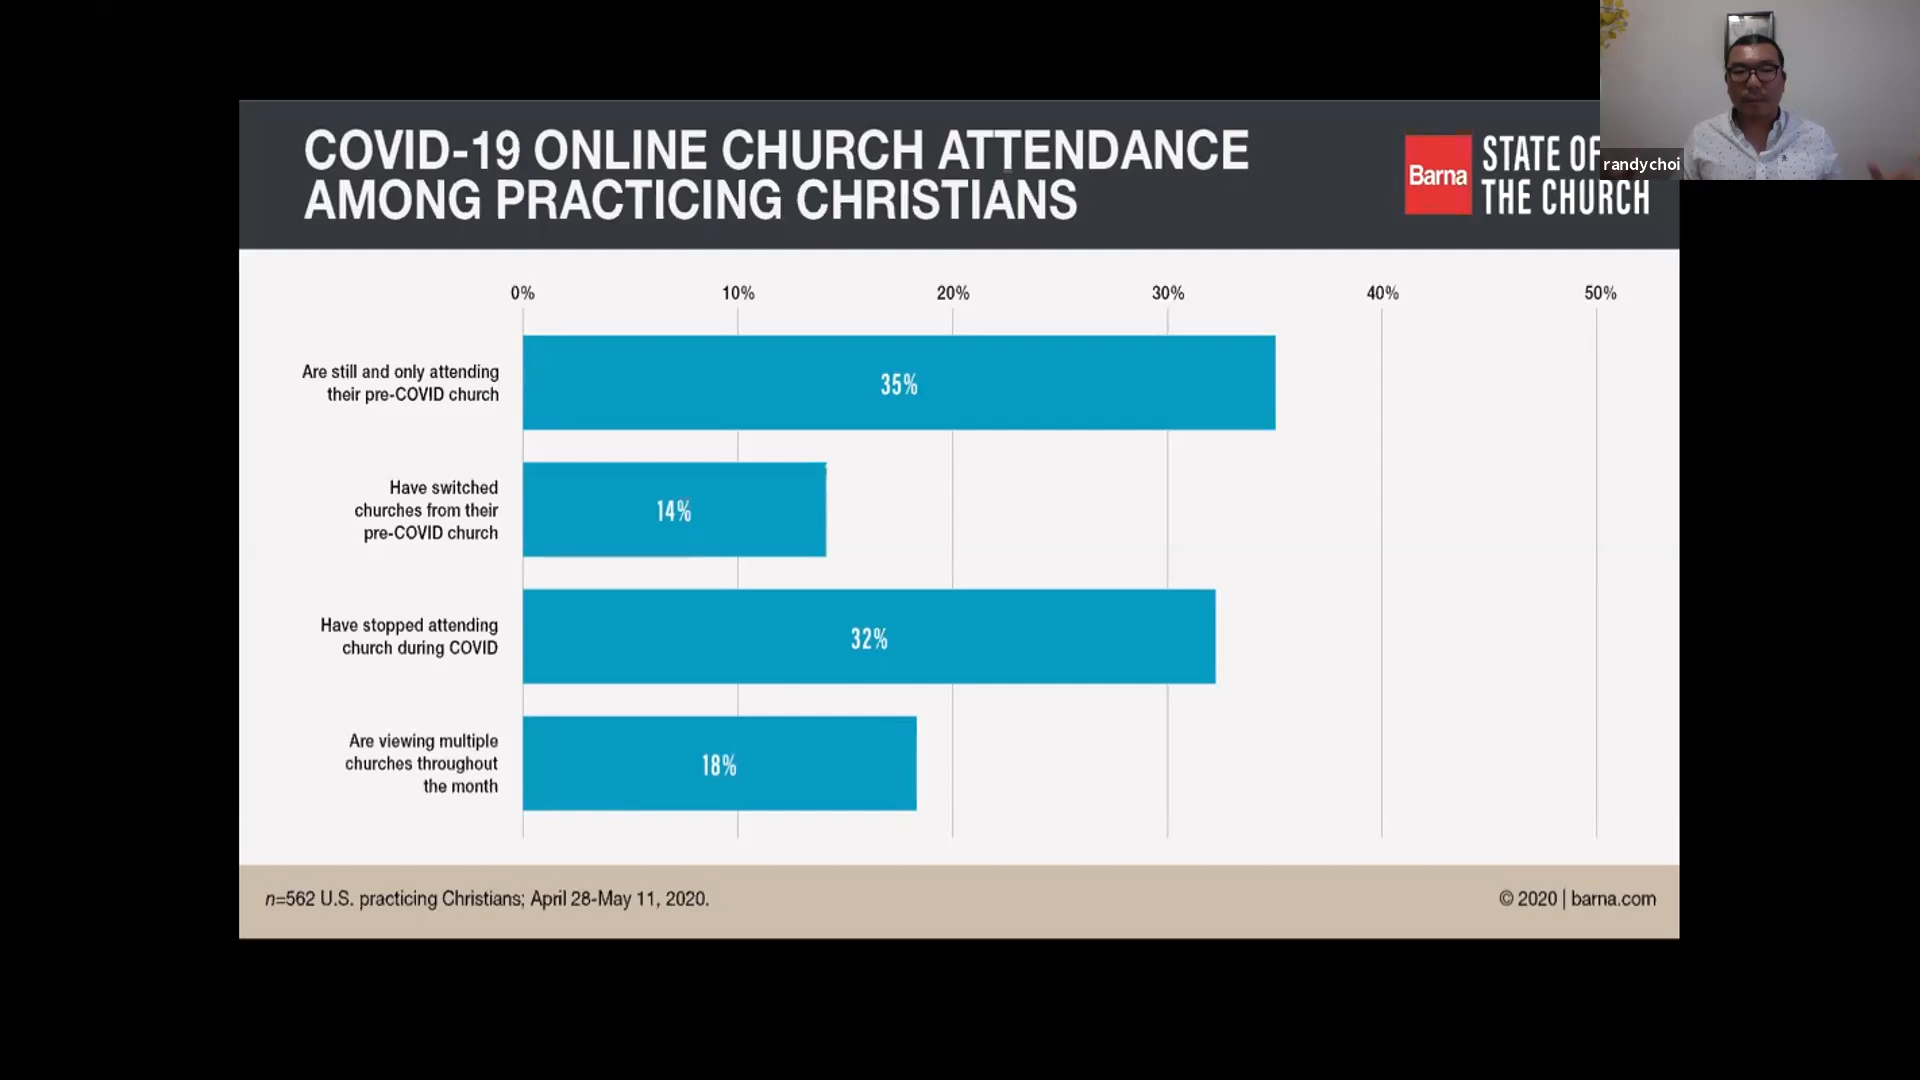 COVID-19 ONLINE CHURCH ATTENDANCE
AMONG PRACTICING CHRISTIANS
Barna
STATE OF
THE CHURCH
randychoi
0% 10% 20% 30% 40% 50%
Are still and only attending
their pre-COVID church
35%
Have switched
churches from their
pre-COVID church
14%
Have stopped attending
church during COVID
32%
Are viewing multiple
churches throughout
the month
18%
n=562 U.S. practicing Christians; April 28-May 11, 2020.
© 2020 | barna.com